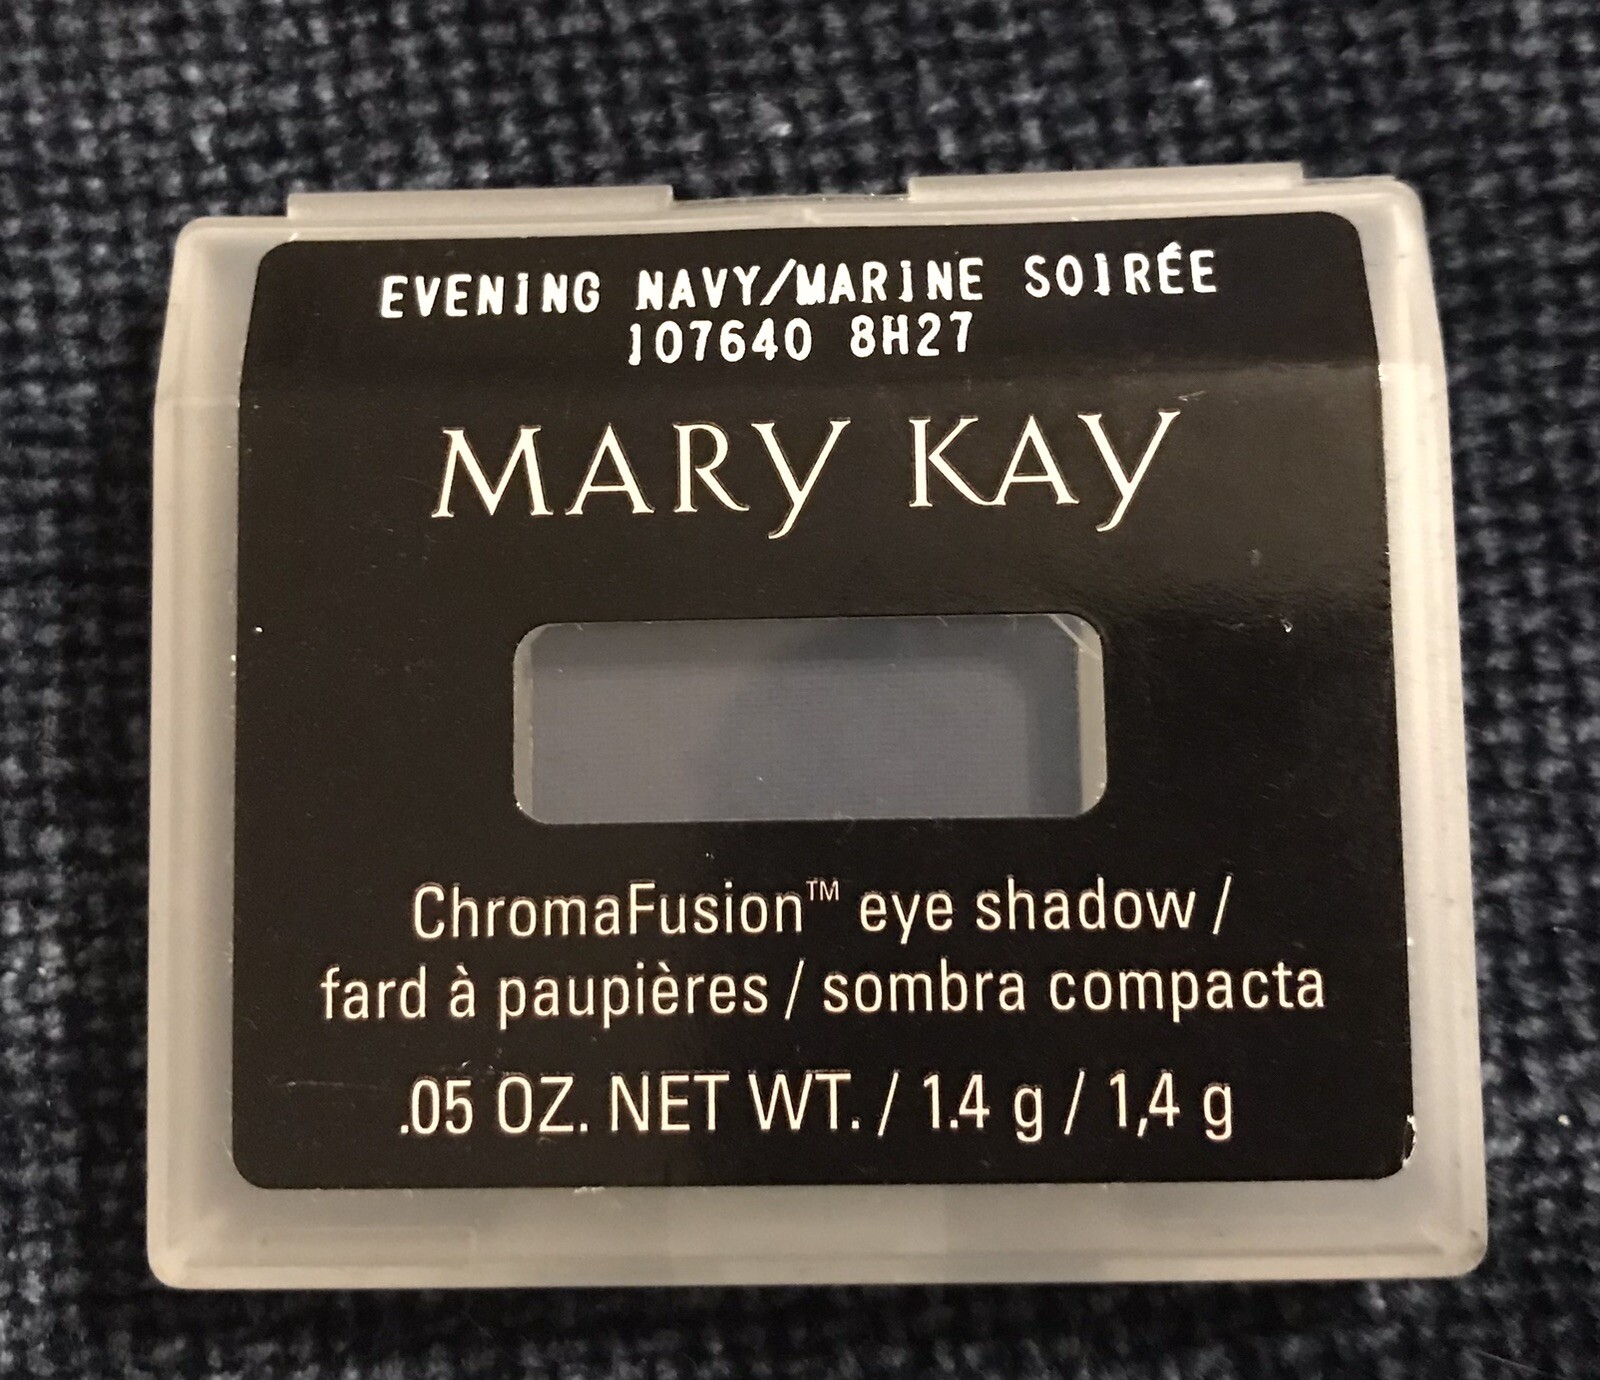 EVENING NAVY/MARINE SOIRÉE
107640 8H27
MARY KAY
ChromaFusion™ eye shadow /
fard à paupières / sombra compacta
.05 OZ. NET WT. / 1.4 g / 1,4 g